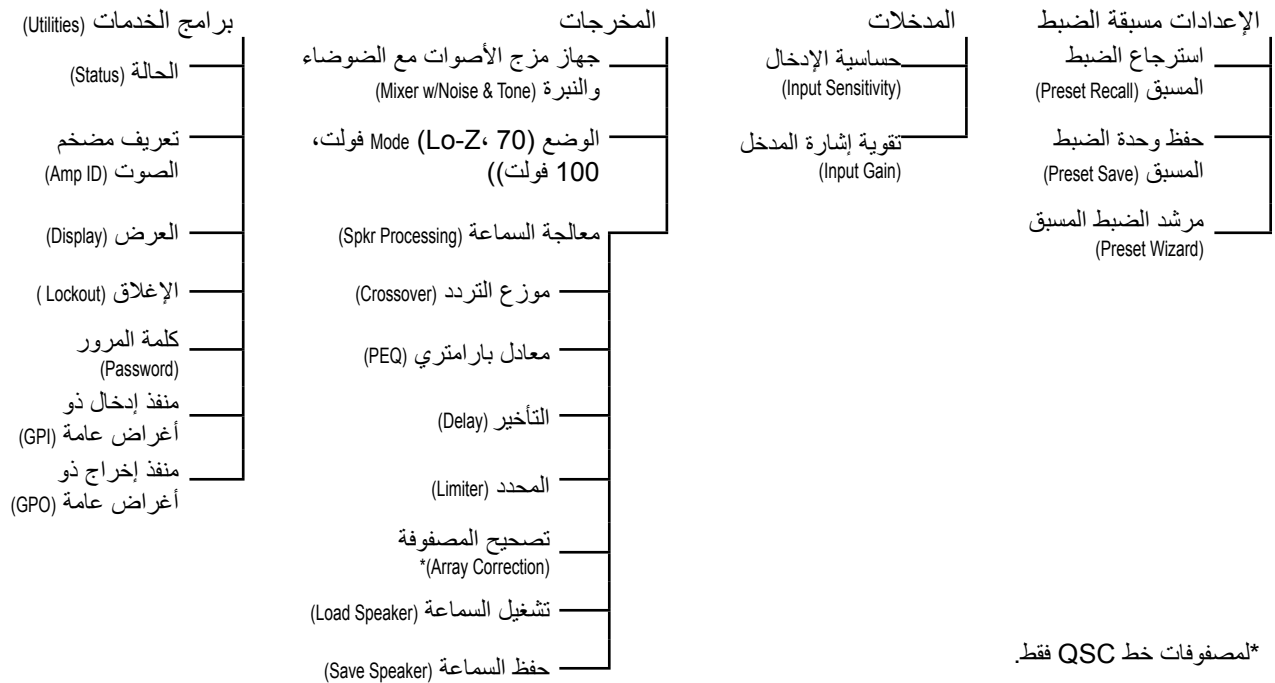 الإعدادات مسبقة الضبط
استرجاع الضبط
المسبق (Preset Recall)
حفظ وحدة الضبط
المسبق (Preset Save)
مرشد الضبط المسبق
(Preset Wizard)
المدخلات
حساسية الإدخال
(Input Sensitivity)
تقوية إشارة المدخل
(Input Gain)
المخرجات
جهاز مزج الأصوات مع الضوضاء
والنبرة (Mixer w/Noise & Tone)
الوضع Mode (Lo-Z، 70 فولت،
100 فولت))
معالجة السماعة (Spkr Processing)
موزع التردد (Crossover)
معادل بارامتري (PEQ)
التأخير (Delay)
المحدد (Limiter)
تصحيح المصفوفة
(Array Correction)*
تشغيل السماعة (Load Speaker)
حفظ السماعة (Save Speaker)
برامج الخدمات (Utilities)
الحالة (Status)
تعريف مضخم
الصوت (Amp ID)
العرض (Display)
الإغلاق (Lockout )
كلمة المرور
(Password)
منفذ إدخال ذو
أغراض عامة (GPI)
منفذ إخراج ذو
أغراض عامة (GPO)
*لمصفوفات خط QSC فقط.